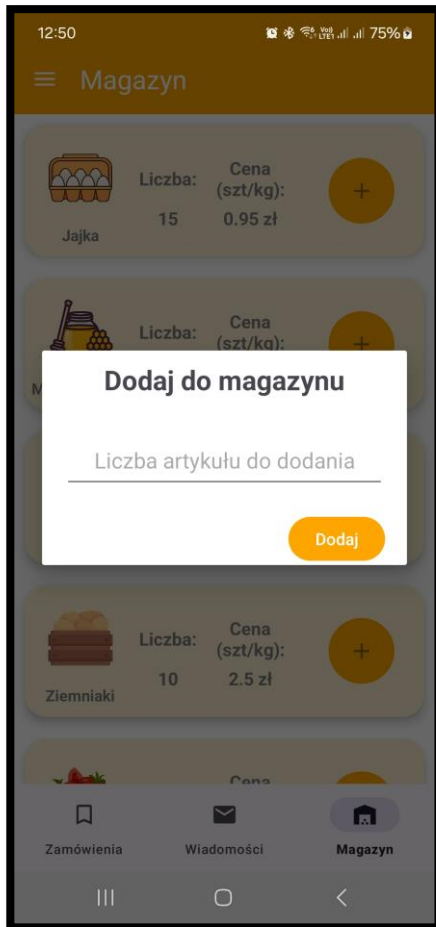 12:50
75%
Magazyn
Liczba:
Cena
(szt/kg):
15
0.95 zł
Jajka
Liczba:
Cena
(szt/kg):
M
Dodaj do magazynu
Liczba artykułu do dodania
Dodaj
Liczba:
Cena
(szt/kg):
10
2.5 zł
Ziemniaki
Cena
Zamówienia
Wiadomości
Magazyn